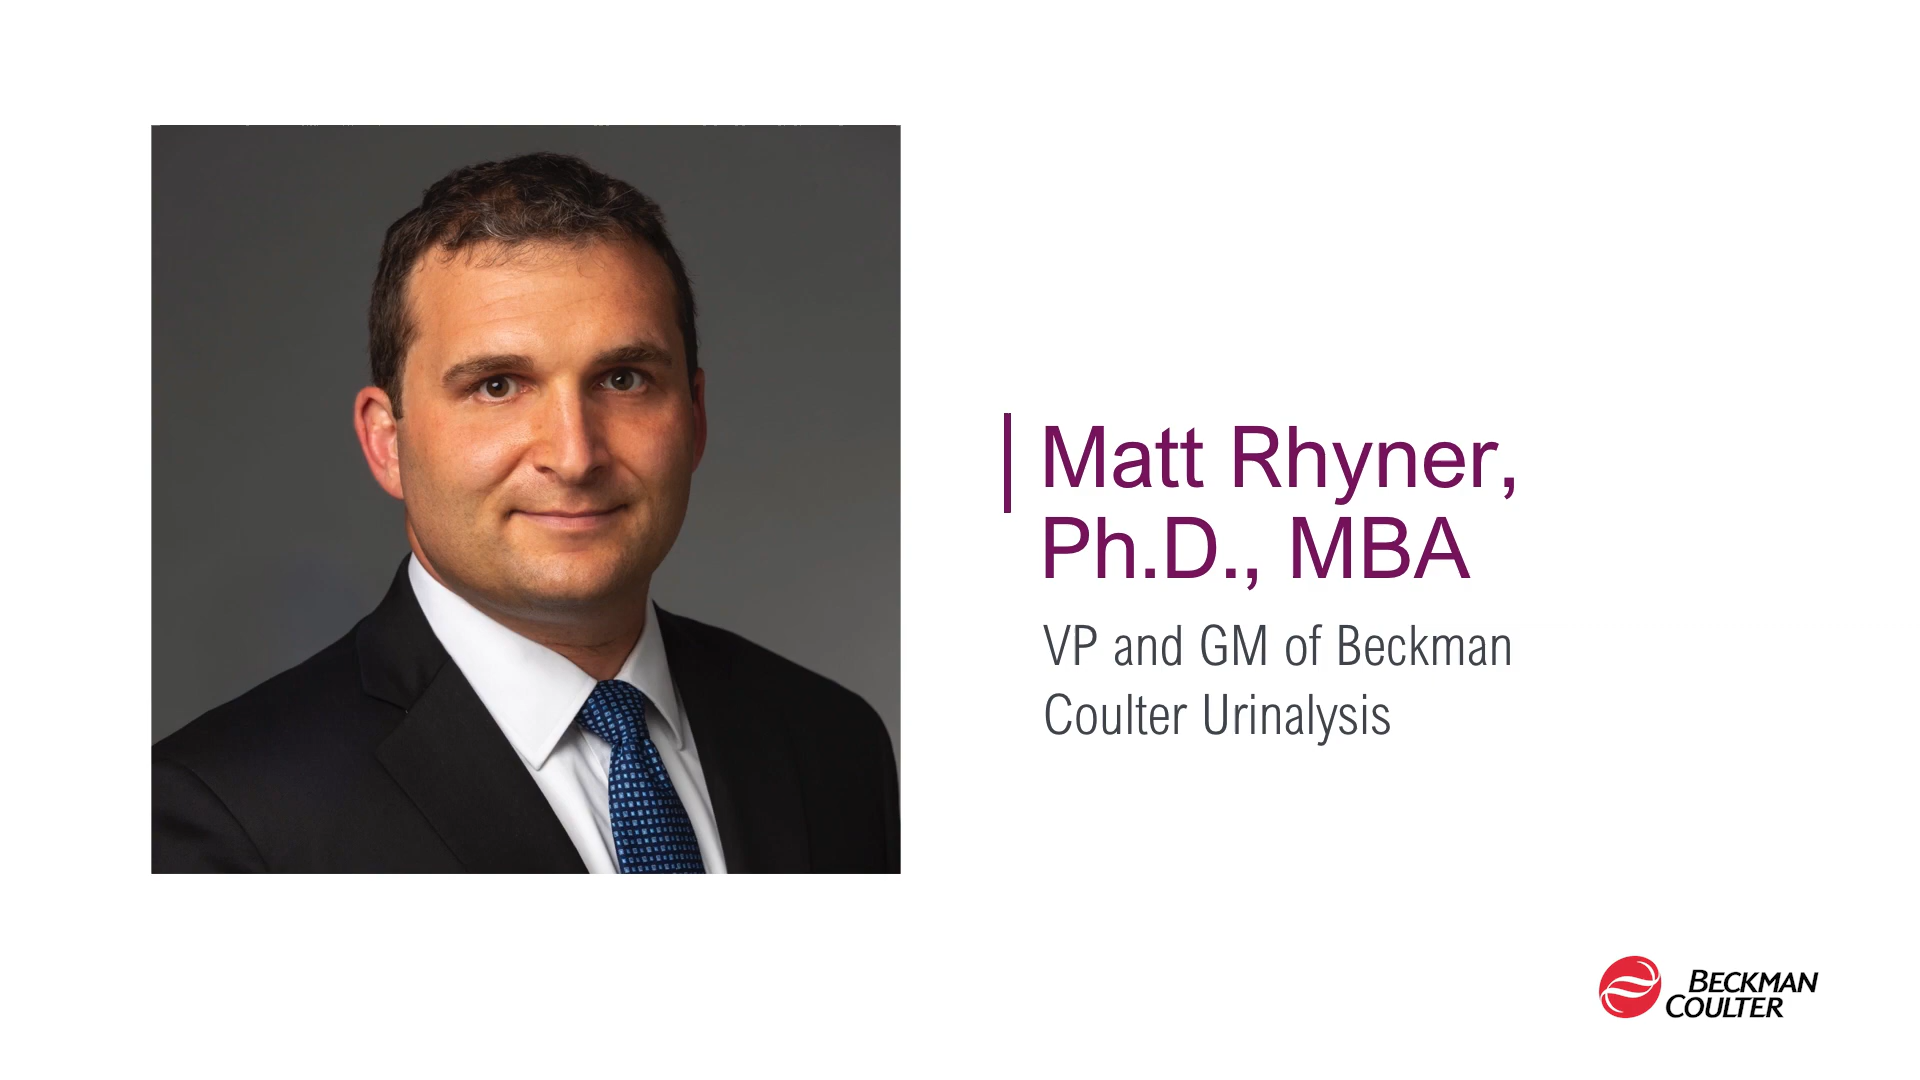 Matt Rhyner,
Ph.D., MBA
VP and GM of Beckman
Coulter Urinalysis
BECKMAN
COULTER